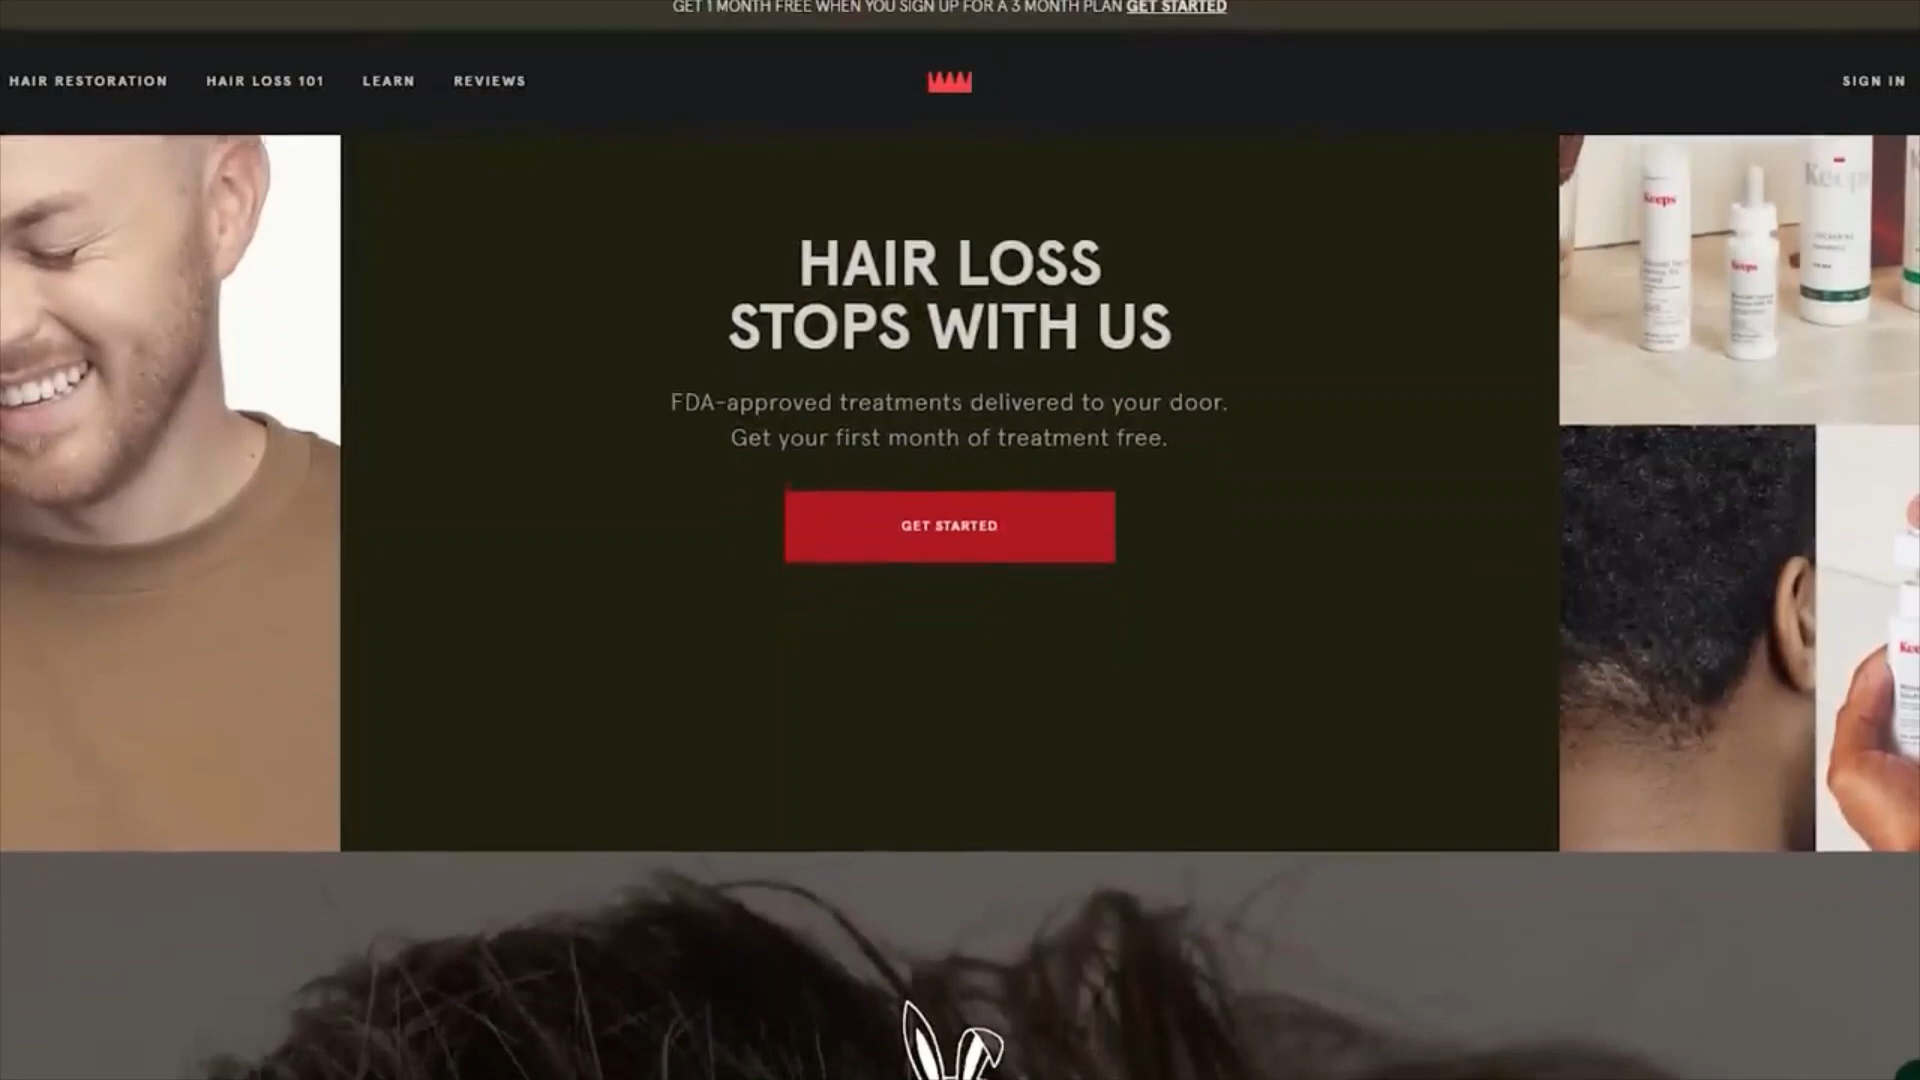 GET 1 MONTH FREE WHEN YOU SIGN UP FOR A 3 MONTH PLAN GET STARTED
HAIR RESTORATION HAIR LOSS 101 LEARN REVIEWS SIGN IN
HAIR LOSS
STOPS WITH US
FDA-approved treatments delivered to your door.
Get your first month of treatment free.
GET STARTED
Keeps
Keeps
Keeps